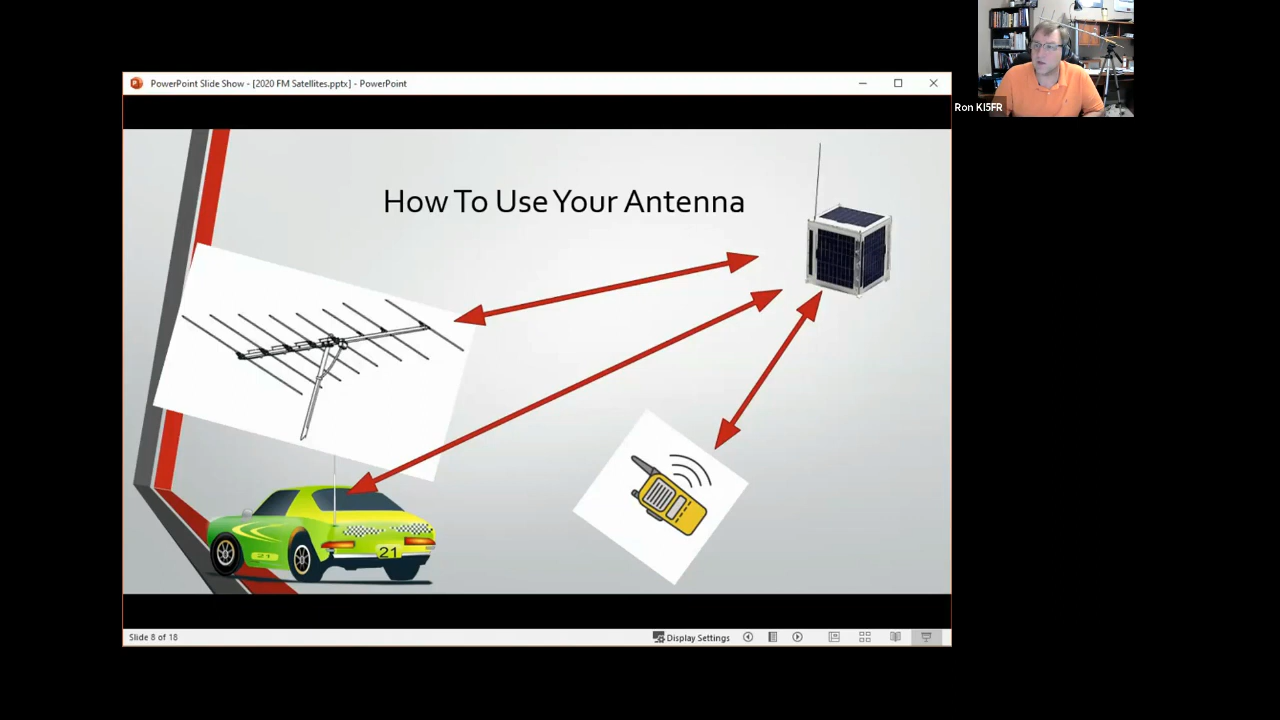 PowerPoint Slide Show - [2020 FM Satellites.pptx] - PowerPoint
Ron KI5FR
How To Use Your Antenna
21
21
Slide 8 of 18
Display Settings